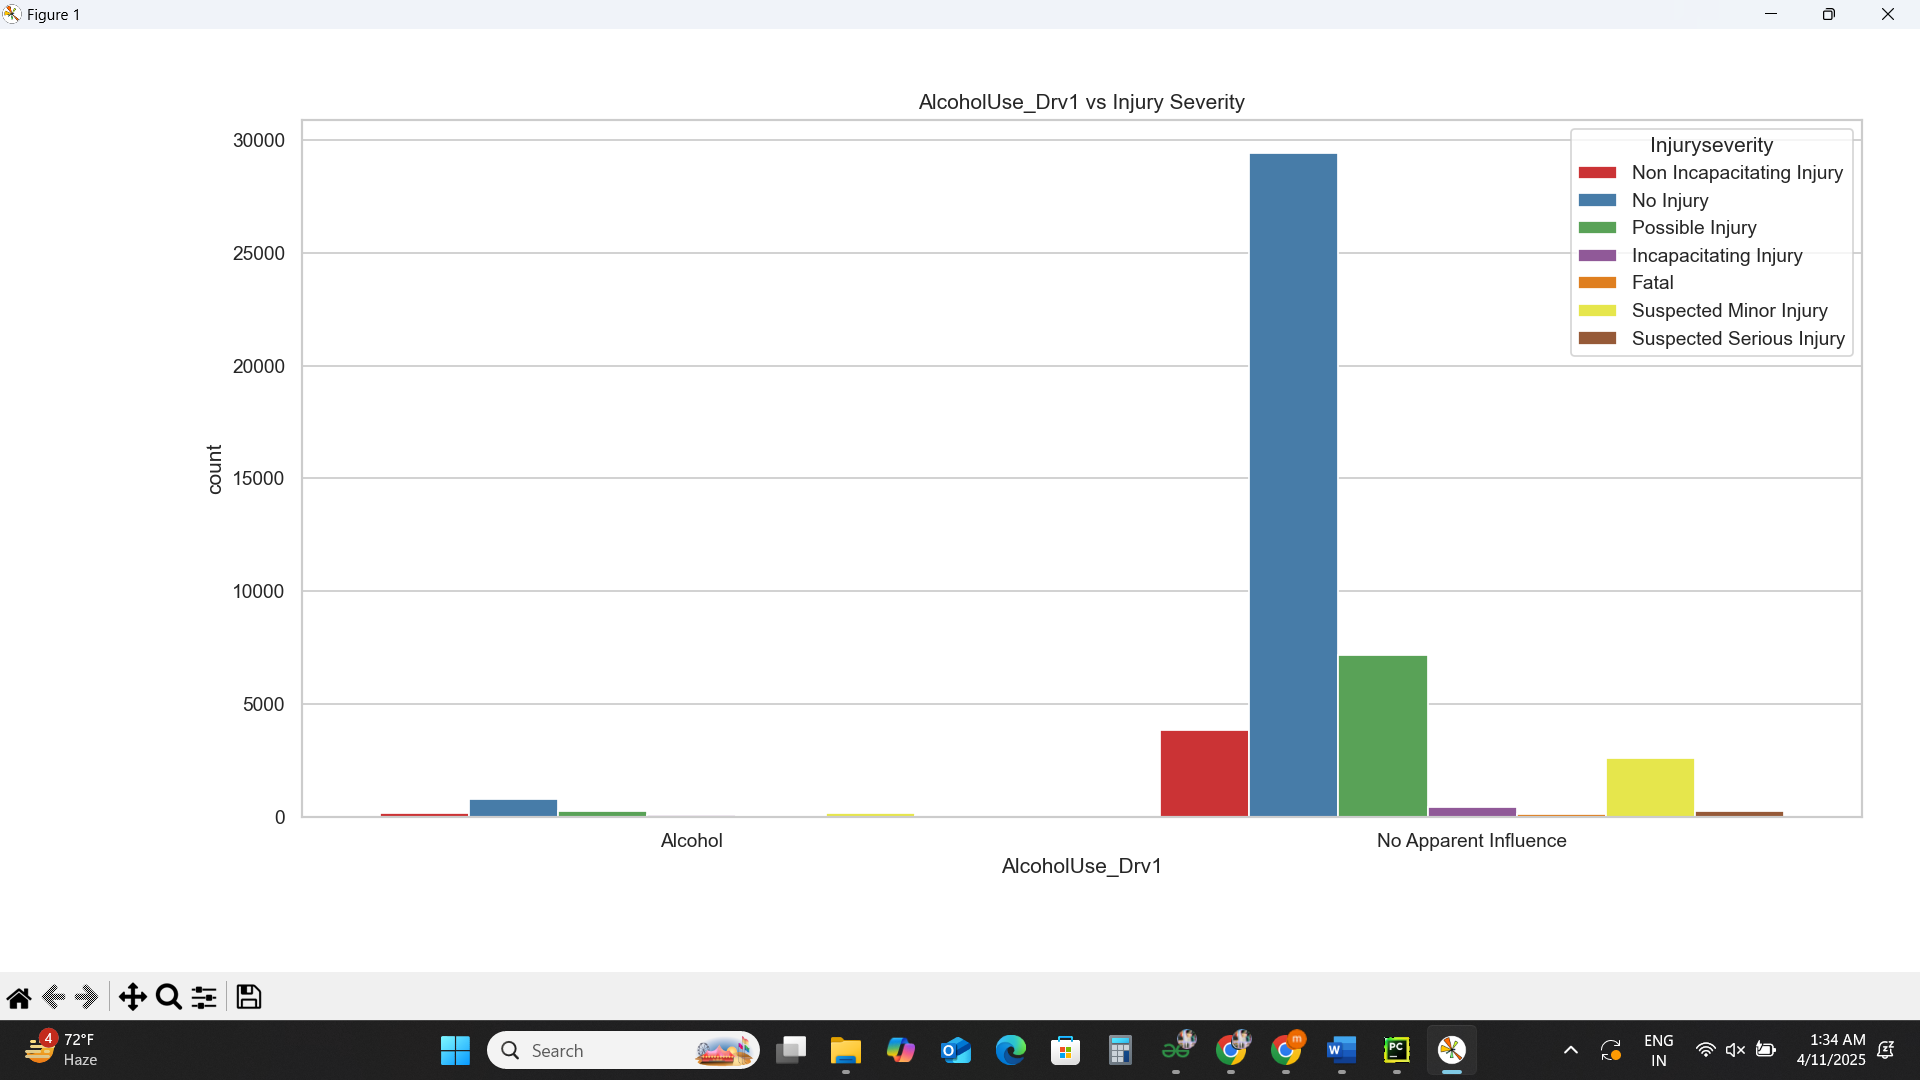 Figure 1
AlcoholUse_Drv1 vs Injury Severity
30000
25000
20000
15000
10000
5000
0
count
Injuryseverity
Non Incapacitating Injury
No Injury
Possible Injury
Incapacitating Injury
Fatal
Suspected Minor Injury
Suspected Serious Injury
Alcohol
No Apparent Influence
AlcoholUse_Drv1
4
72°F
Haze
Search
m
W
PC
ENG
IN
1:34 AM
4/11/2025